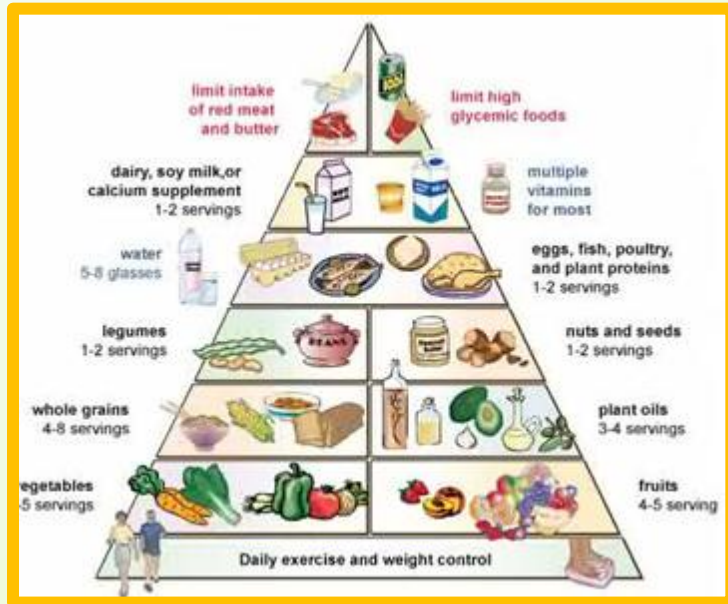 limit intake
of red meat
and butter
limit high
glycemic foods
dairy, soy milk,or
calcium supplement
1-2 servings
multiple
vitamins
for most
water
5-8 glasses
eggs, fish, poultry,
and plant proteins
1-2 servings
legumes
1-2 servings
BEANS
nuts and seeds
1-2 servings
whole grains
4-8 servings
plant oils
3-4 servings
egetables
-5 servings
fruits
4-5 serving
Daily exercise and weight control